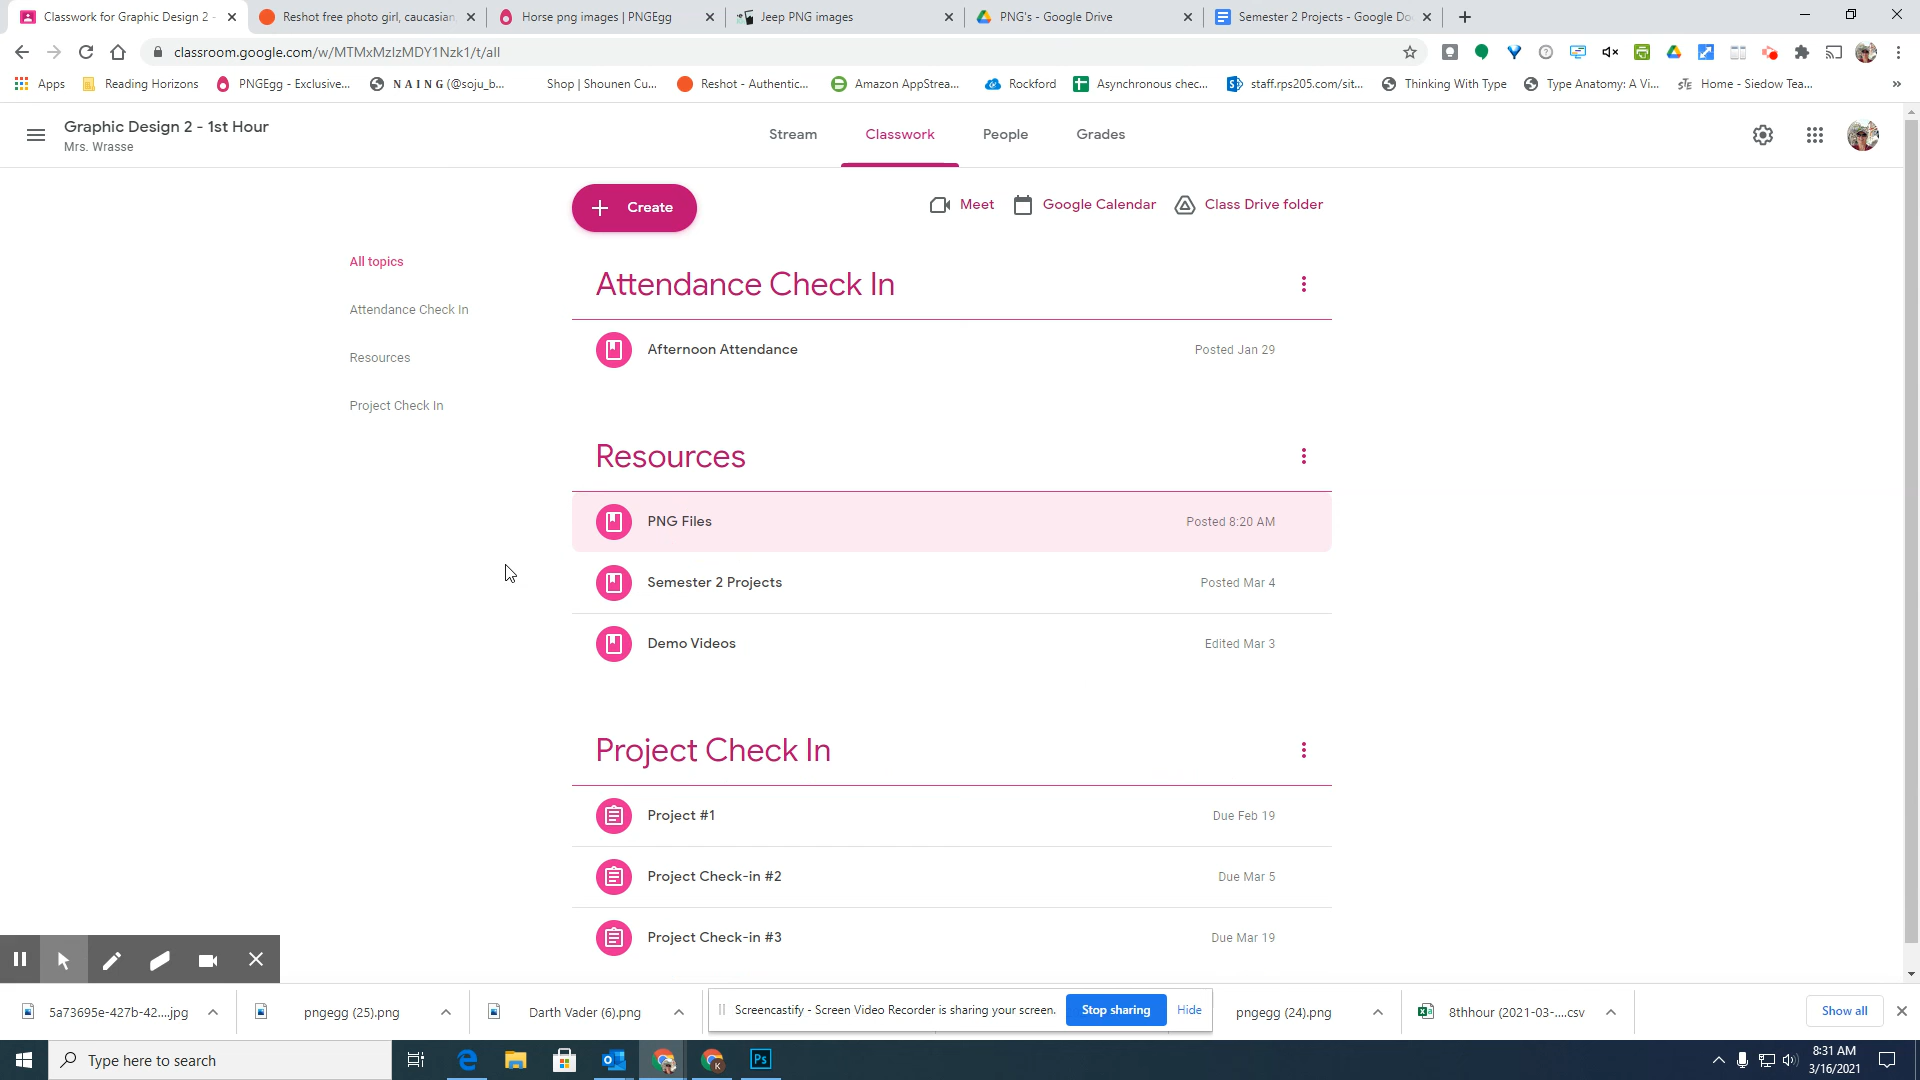 Classwork for Graphic Design 2 -
Reshot free photo girl, caucasian
Horse png images | PNGEgg
Jeep PNG images
PNG's - Google Drive
Semester 2 Projects - Google Do
classroom.google.com/w/MTMxMzIzMDY1Nzk1/t/all
Apps
Reading Horizons
PNGEgg - Exclusive...
N A I N G (@soju_b...
Shop | Shounen Cu...
Reshot - Authentic...
Amazon AppStrea...
Rockford
Asynchronous chec...
staff.rps205.com/sit...
Thinking With Type
Type Anatomy: A Vi...
Home - Siedow Tea...
Graphic Design 2 - 1st Hour
Mrs. Wrasse
Stream
Classwork
People
Grades
Create
Meet
Google Calendar
Class Drive folder
All topics
Attendance Check In
Resources
Project Check In
Attendance Check In
Afternoon Attendance
Posted Jan 29
Resources
PNG Files
Posted 8:20 AM
Semester 2 Projects
Posted Mar 4
Demo Videos
Edited Mar 3
Project Check In
Project #1
Due Feb 19
Project Check-in #2
Due Mar 5
Project Check-in #3
Due Mar 19
5a73695e-427b-42....jpg
pngegg (25).png
Darth Vader (6).png
Screencastify - Screen Video Recorder is sharing your screen.
Stop sharing
Hide
pngegg (24).png
8thhour (2021-03-....csv
Show all
Type here to search
Ps
K
8:31 AM
3/16/2021